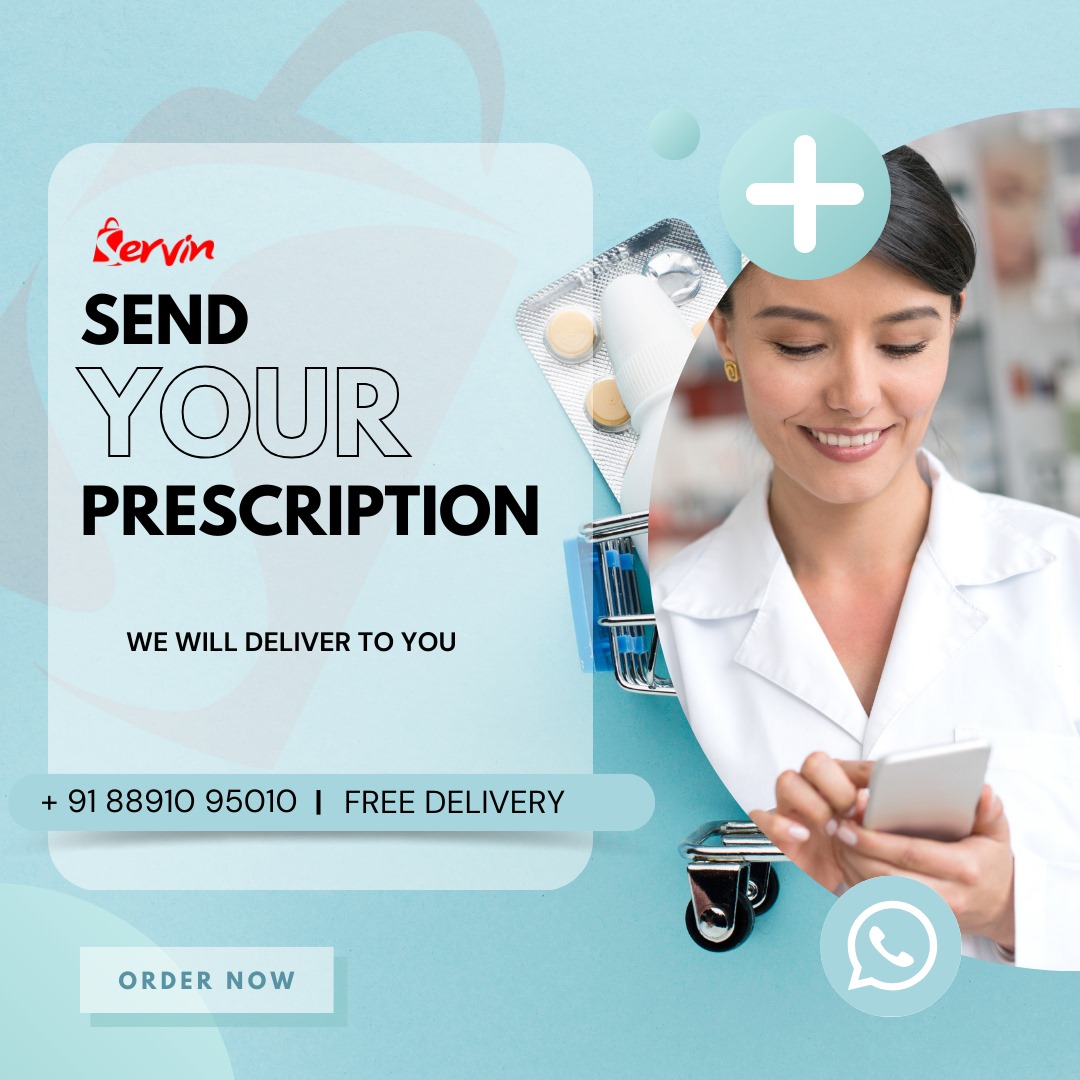 Servin
SEND
YOUR
PRESCRIPTION
WE WILL DELIVER TO YOU
+ 91 88910 95010 | FREE DELIVERY
ORDER NOW